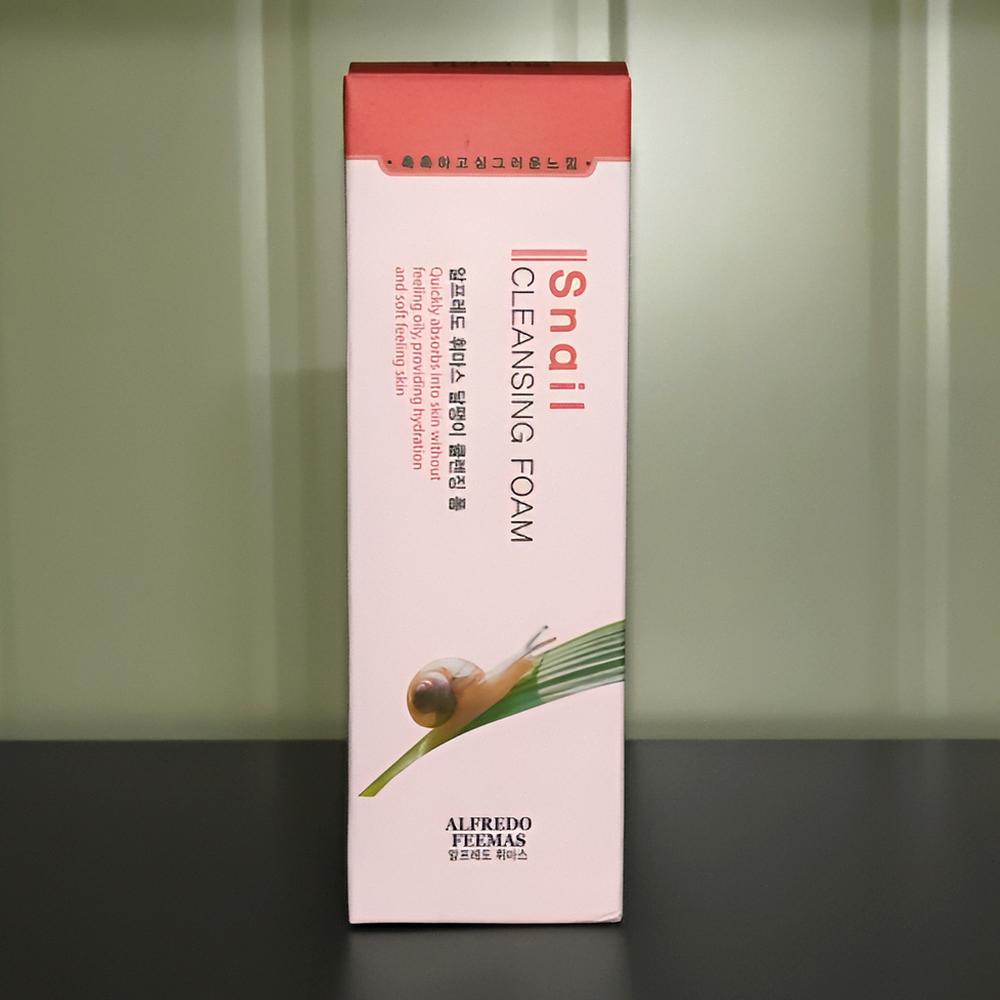 촉촉하고싱그러운느낌
Snail
CLEANSING FOAM
알프레도 휘마스 달팽이 클렌징 폼
Quickly absorbs into skin without
feeling oily, providing hydration
and soft feeling skin
ALFREDO
FEEMAS
알프레도 휘마스